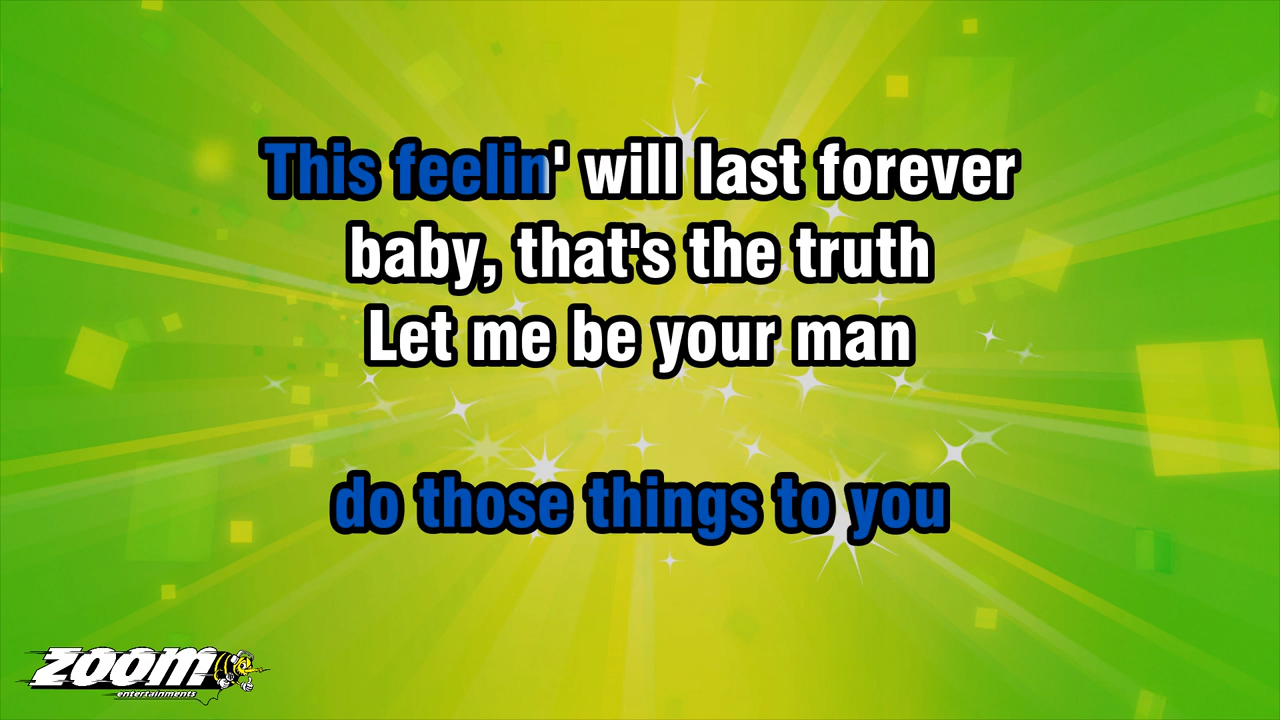 This feelin' will last forever
baby, that's the truth
Let me be your man
do those things to you
zoom
entertainments